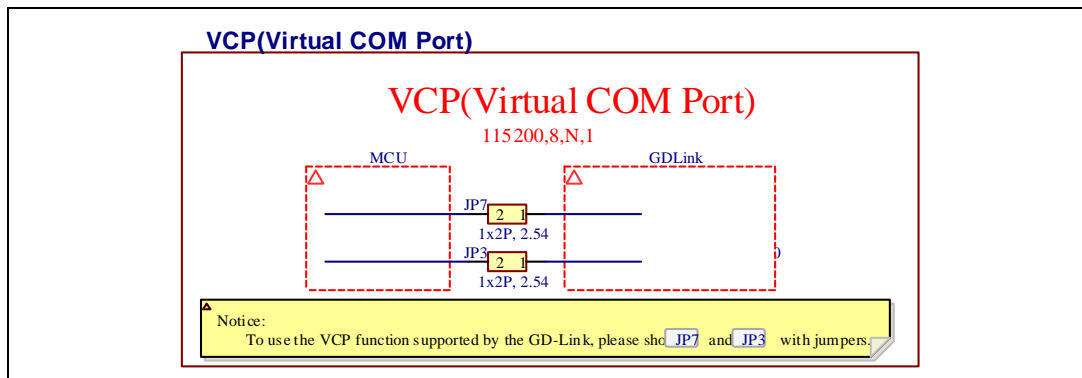 VCP(Virtual COM Port)
VCP(Virtual COM Port)
115200,8,N,1
MCU GDLink
JP7
2 1
1x2P, 2.54
JP3
2 1
1x2P, 2.54
Notice:
To use the VCP function supported by the GD-Link, please sho JP7 and JP3 with jumpers.